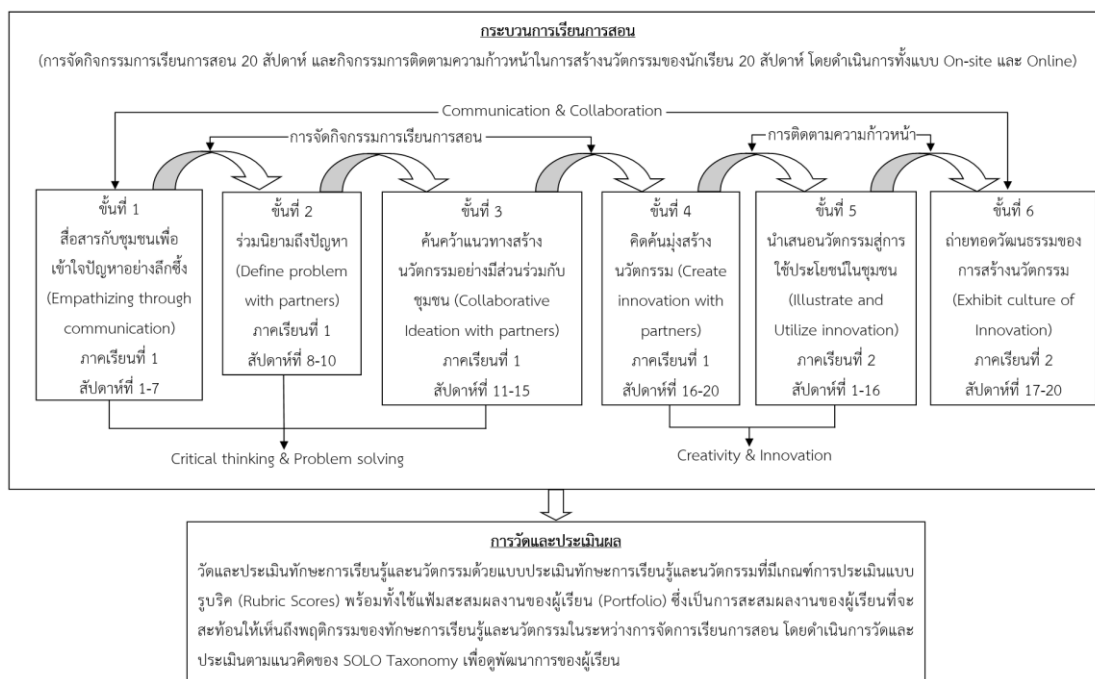 กระบวนการเรียนการสอน
(การจัดกิจกรรมการเรียนการสอน 20 สัปดาห์ และกิจกรรมการติดตามความก้าวหน้าในการสร้างนวัตกรรมของนักเรียน 20 สัปดาห์ โดยดำเนินการทั้งแบบ On-site และ Online)
Communication & Collaboration
การจัดกิจกรรมการเรียนการสอน
การติดตามความก้าวหน้า
ขั้นที่ 1
สื่อสารกับชุมชนเพื่อ
เข้าใจปัญหาอย่างลึกซึ้ง
(Empathizing through
communication)
ภาคเรียนที่ 1
สัปดาห์ที่ 1-7
ขั้นที่ 2
ร่วมนิยามถึงปัญหา
(Define problem
with partners)
ภาคเรียนที่ 1
สัปดาห์ที่ 8-10
ขั้นที่ 3
ค้นคว้าแนวทางสร้าง
นวัตกรรมอย่างมีส่วนร่วมกับ
ชุมชน (Collaborative
Ideation with partners)
ภาคเรียนที่ 1
สัปดาห์ที่ 11-15
ขั้นที่ 4
คิดค้นมุ่งสร้าง
นวัตกรรม (Create
innovation with
partners)
ภาคเรียนที่ 1
สัปดาห์ที่ 16-20
ขั้นที่ 5
นำเสนอนวัตกรรมสู่การ
ใช้ประโยชน์ในชุมชน
(Illustrate and
Utilize innovation)
ภาคเรียนที่ 2
สัปดาห์ที่ 1-16
ขั้นที่ 6
ถ่ายทอดวัฒนธรรมของ
การสร้างนวัตกรรม
(Exhibit culture of
Innovation)
ภาคเรียนที่ 2
สัปดาห์ที่ 17-20
Critical thinking & Problem solving
Creativity & Innovation
การวัดและประเมินผล
วัดและประเมินทักษะการเรียนรู้และนวัตกรรมด้วยแบบประเมินทักษะการเรียนรู้และนวัตกรรมที่มีเกณฑ์การประเมินแบบ
รูบริค (Rubric Scores) พร้อมทั้งใช้แฟ้มสะสมผลงานของผู้เรียน (Portfolio) ซึ่งเป็นการสะสมผลงานของผู้เรียนที่จะ
สะท้อนให้เห็นถึงพฤติกรรมของทักษะการเรียนรู้และนวัตกรรมในระหว่างการจัดการเรียนการสอน โดยดำเนินการวัดและ
ประเมินตามแนวคิดของ SOLO Taxonomy เพื่อดูพัฒนาการของผู้เรียน